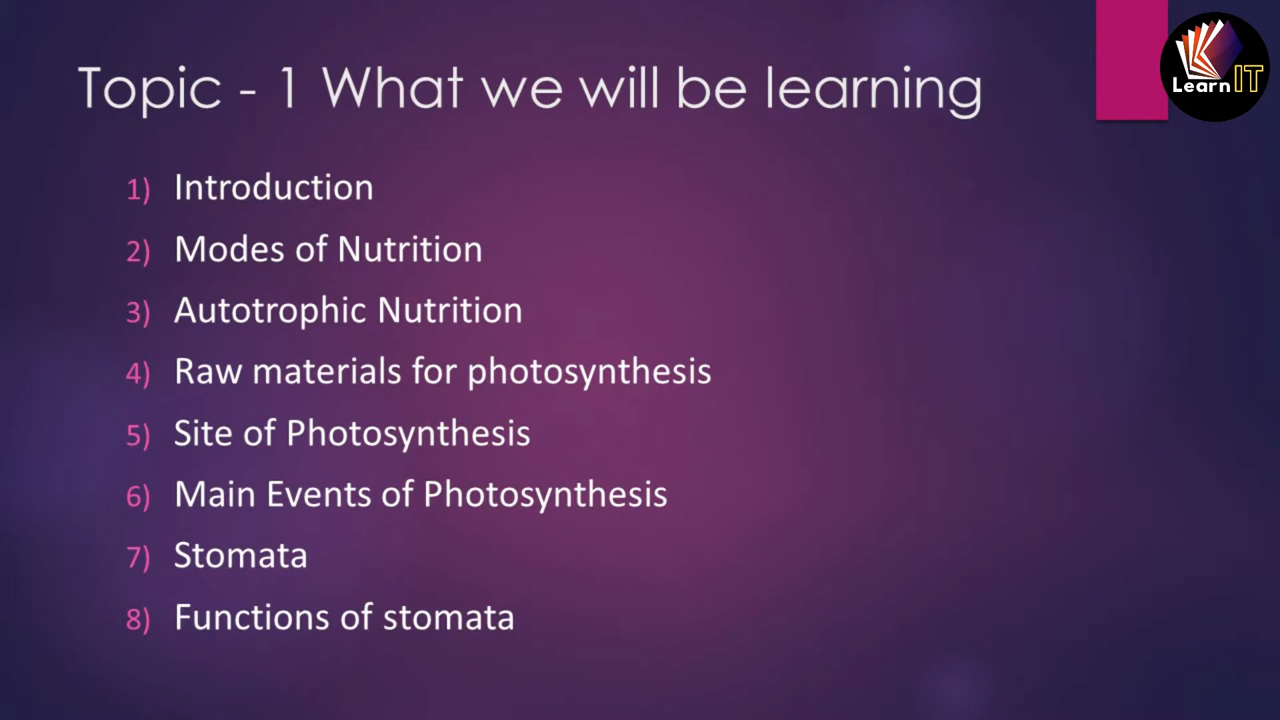 Topic - 1 What we will be learning
LearnIT
1) Introduction
2) Modes of Nutrition
3) Autotrophic Nutrition
4) Raw materials for photosynthesis
5) Site of Photosynthesis
6) Main Events of Photosynthesis
7) Stomata
8) Functions of stomata